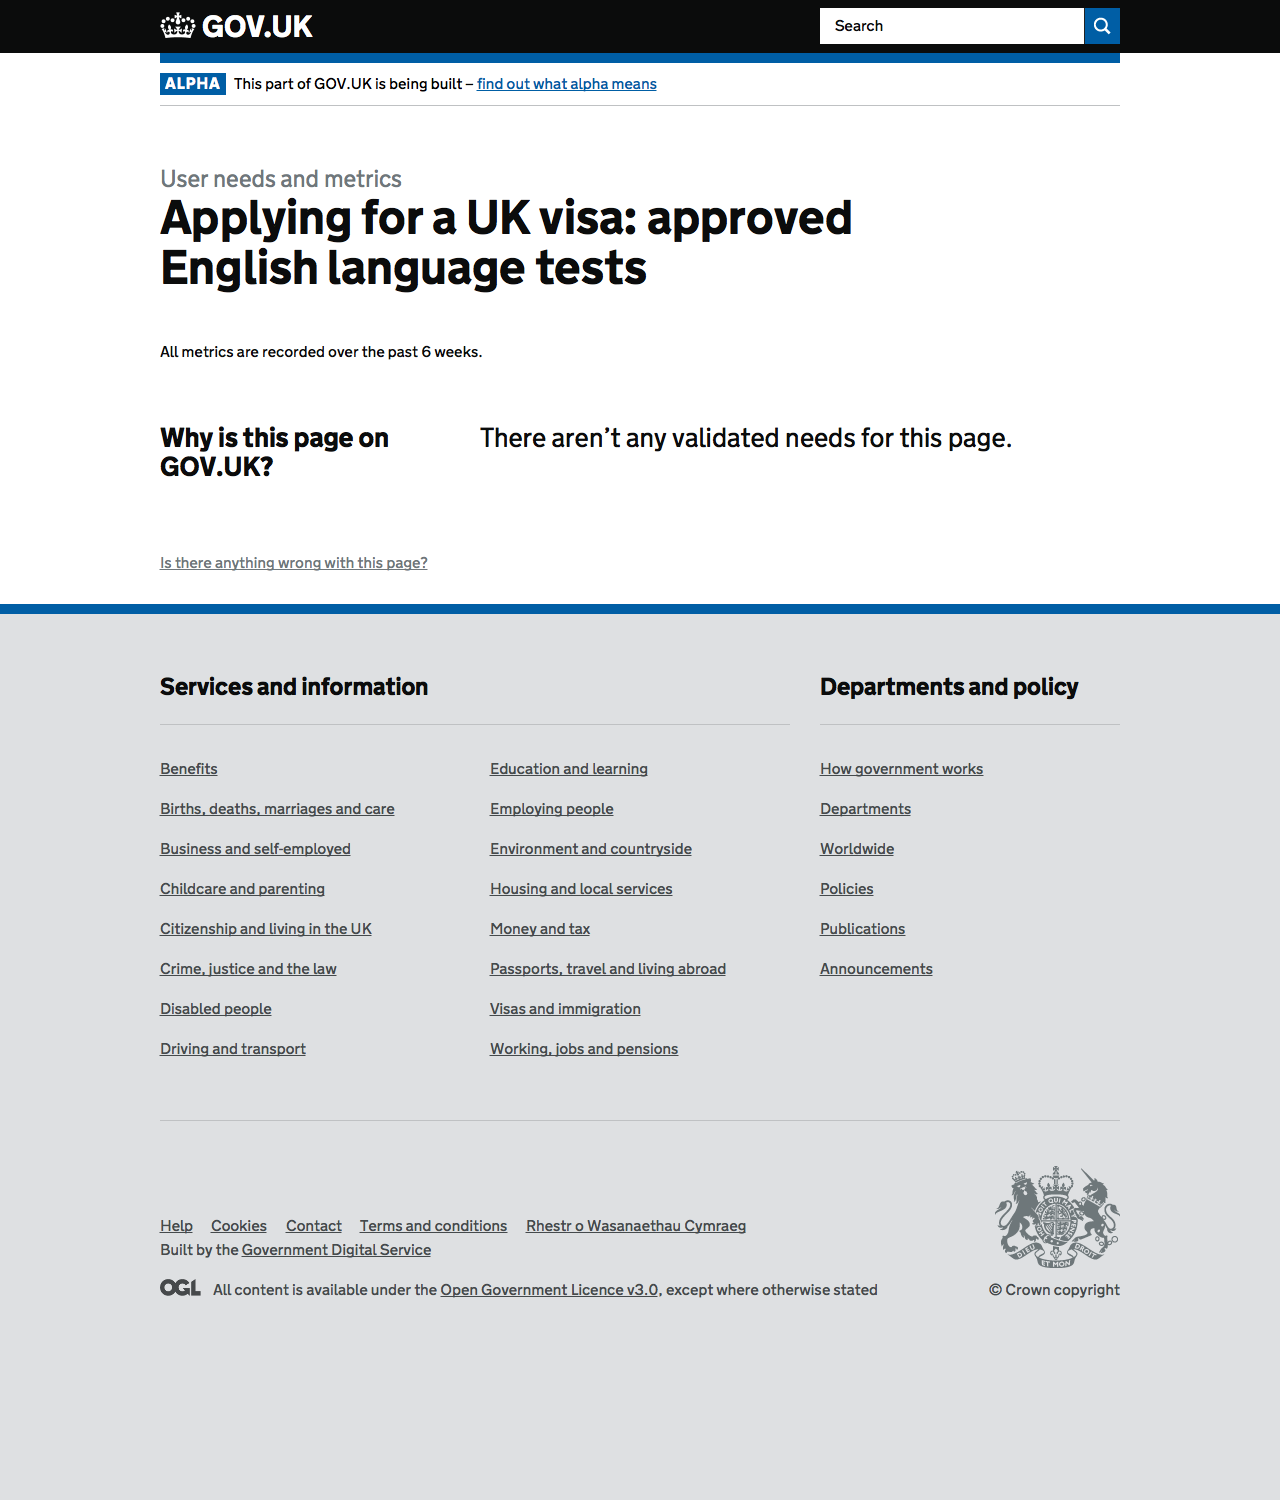 GOV.UK
Search
ALPHA This part of GOV.UK is being built – find out what alpha means
User needs and metrics
Applying for a UK visa: approved
English language tests
All metrics are recorded over the past 6 weeks.
Why is this page on
GOV.UK?
There aren’t any validated needs for this page.
Is there anything wrong with this page?
Services and information
Benefits
Births, deaths, marriages and care
Business and self-employed
Childcare and parenting
Citizenship and living in the UK
Crime, justice and the law
Disabled people
Driving and transport
Education and learning
Employing people
Environment and countryside
Housing and local services
Money and tax
Passports, travel and living abroad
Visas and immigration
Working, jobs and pensions
Departments and policy
How government works
Departments
Worldwide
Policies
Publications
Announcements
Help Cookies Contact Terms and conditions Rhestr o Wasanaethau Cymraeg
Built by the Government Digital Service
OGL All content is available under the Open Government Licence v3.0, except where otherwise stated
DIEU ET MON DROIT
© Crown copyright